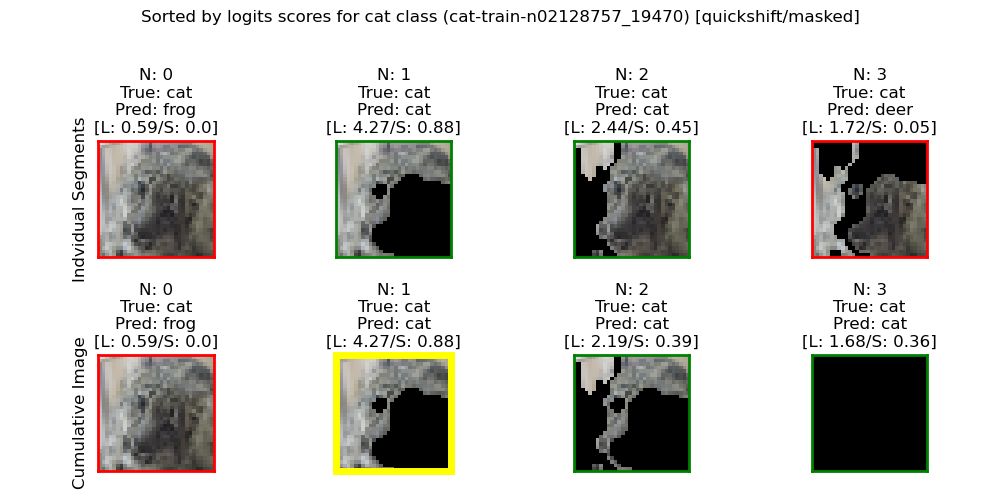 Sorted by logits scores for cat class (cat-train-n02128757_19470) [quickshift/masked]
Indvidual Segments
N: 0
True: cat
Pred: frog
[L: 0.59/S: 0.0]
N: 1
True: cat
Pred: cat
[L: 4.27/S: 0.88]
N: 2
True: cat
Pred: cat
[L: 2.44/S: 0.45]
N: 3
True: cat
Pred: deer
[L: 1.72/S: 0.05]
Cumulative Image
N: 0
True: cat
Pred: frog
[L: 0.59/S: 0.0]
N: 1
True: cat
Pred: cat
[L: 4.27/S: 0.88]
N: 2
True: cat
Pred: cat
[L: 2.19/S: 0.39]
N: 3
True: cat
Pred: cat
[L: 1.68/S: 0.36]